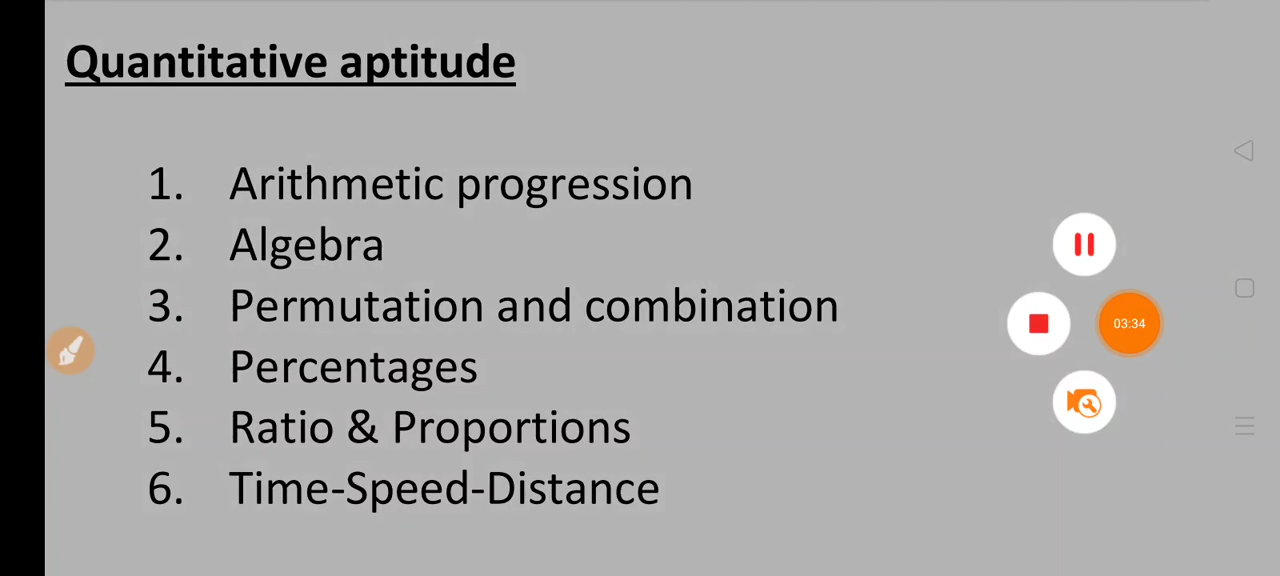 Quantitative aptitude
1. Arithmetic progression
2. Algebra
3. Permutation and combination
4. Percentages
5. Ratio & Proportions
6. Time-Speed-Distance
03:34